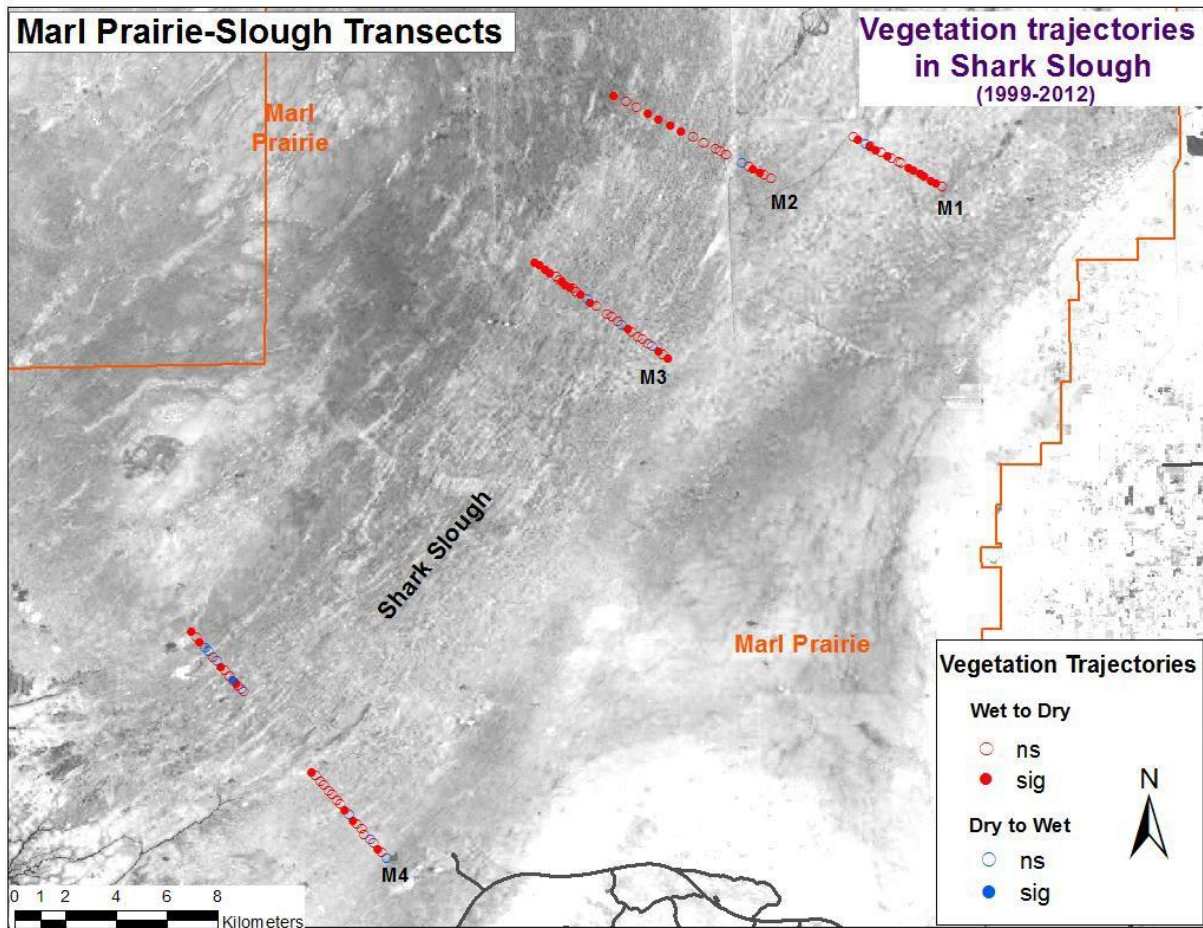 Marl Prairie-Slough Transects
Vegetation trajectories
in Shark Slough
(1999-2012)
Marl
Prairie
M2
M1
M3
Shark Slough
Marl Prairie
M4
Vegetation Trajectories
Wet to Dry
ns
sig
Dry to Wet
ns
sig
N
0 1 2 4 6 8
Kilometers